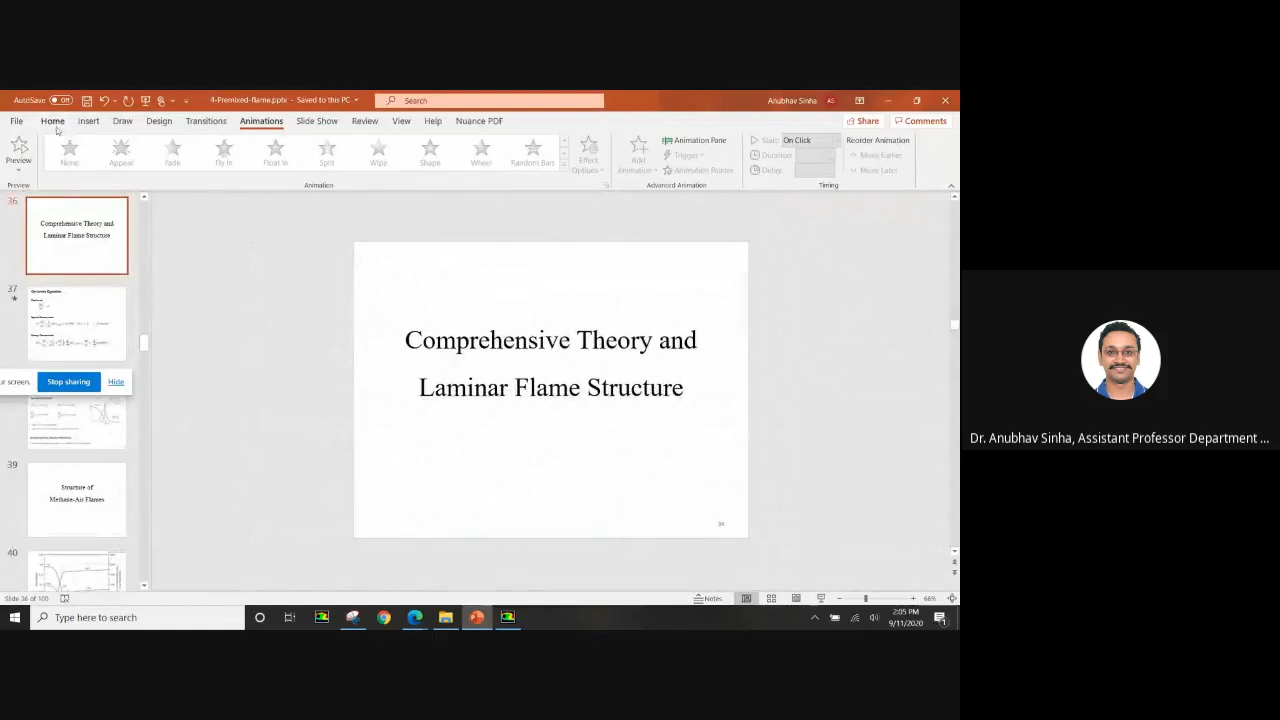 AutoSave Off
4-Premixed-flame.pptx - Saved to this PC
Search
Anubhav Sinha AS
File Home Insert Draw Design Transitions Animations Slide Show Review View Help Nuance PDF
Share Comments
Preview
None Appear Fade Fly In Float In Split Wipe Shape Wheel Random Bars
Effect Options
Add Animation
Animation Pane
Trigger
Animation Painter
Start: On Click
Duration:
Delay:
Reorder Animation
Move Earlier
Move Later
Preview Animation Advanced Animation Timing
36
Comprehensive Theory and
Laminar Flame Structure
37
ur screen. Stop sharing Hide
39
Structure of
Methane-Air Flames
40
Comprehensive Theory and
Laminar Flame Structure
36
Dr. Anubhav Sinha, Assistant Professor Department ...
Slide 36 of 100
Notes
66%
Type here to search
2:05 PM
9/11/2020